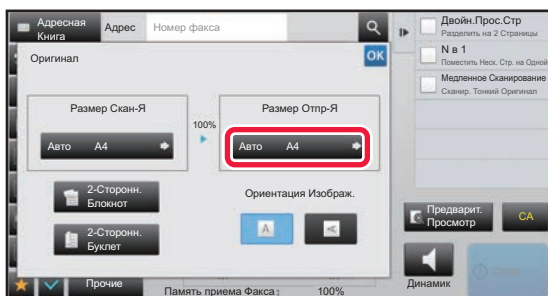 Адресная
Книга
Адрес
Номер факса
Двойн.Прос.Стр
Разделить на 2 Страницы
N в 1
Поместить Неск. Стр. на Одной
Медленное Сканирование
Сканир. Тонкий Оригинал
Оригинал
OK
Размер Скан-Я
100%
Размер Отпр-Я
Авто A4
Авто A4
2-Сторонн.
Блокнот
Ориентация Изображ.
2-Сторонн.
Буклет
A
A
Предварит.
Просмотр
CA
Прочие
Память приема Факса: 100%
Динамик
Старт